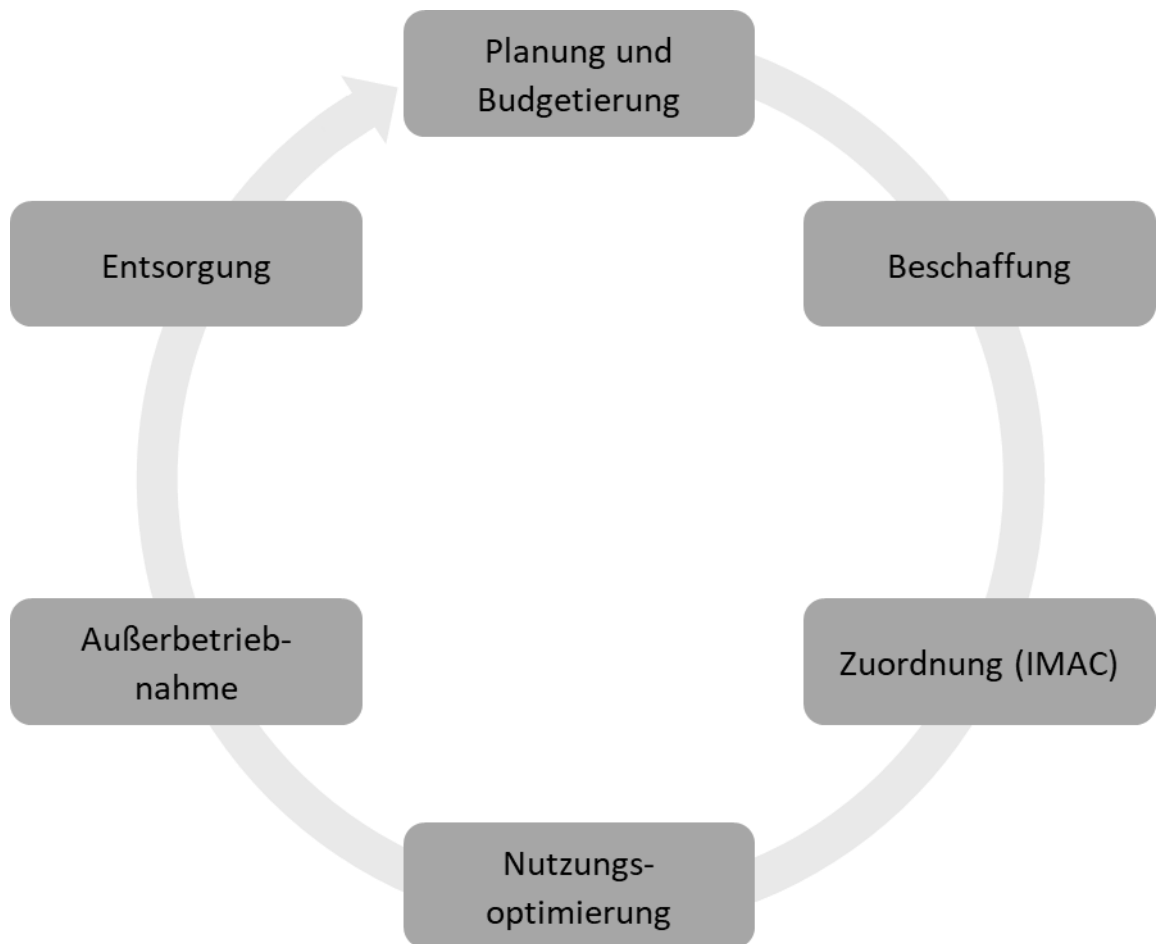 Planung und
Budgetierung
Beschaffung
Zuordnung (IMAC)
Nutzungs-
optimierung
Außerbetrieb-
nahme
Entsorgung